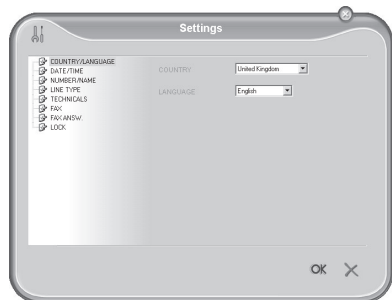 Settings
COUNTRY/LANGUAGE
DATE/TIME
NUMBER/NAME
LINE TYPE
TECHNICALS
FAX
FAX ANSW.
LOCK
COUNTRY United Kingdom
LANGUAGE English
OK